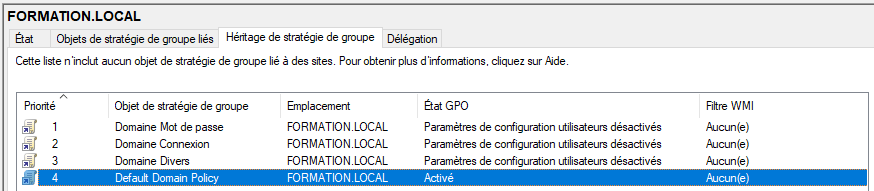 FORMATION.LOCAL
État Objets de stratégie de groupe liés Héritage de stratégie de groupe Délégation
Cette liste n'inclut aucun objet de stratégie de groupe lié à des sites. Pour obtenir plus d'informations, cliquez sur Aide.
Priorité Objet de stratégie de groupe Emplacement État GPO Filtre WMI
1 Domaine Mot de passe FORMATION.LOCAL Paramètres de configuration utilisateurs désactivés Aucun(e)
2 Domaine Connexion FORMATION.LOCAL Paramètres de configuration utilisateurs désactivés Aucun(e)
3 Domaine Divers FORMATION.LOCAL Paramètres de configuration utilisateurs désactivés Aucun(e)
4 Default Domain Policy FORMATION.LOCAL Activé Aucun(e)